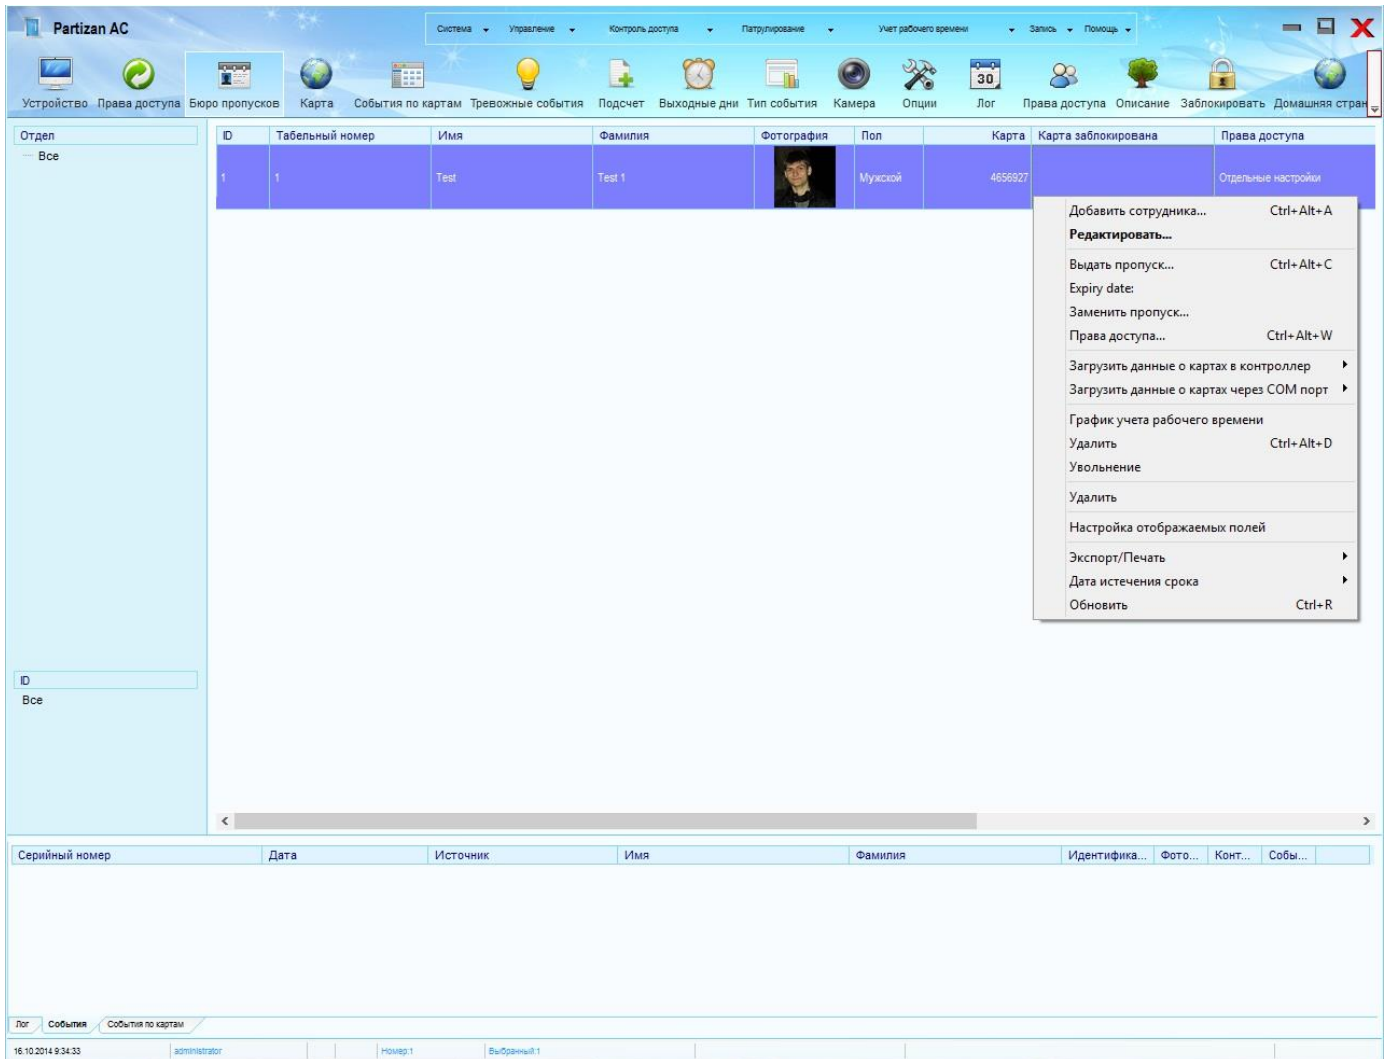 Partizan AC
Система Управление Контроль доступа Патрулирование Учет рабочего времени Запись Помощь
30
Устройство Права доступа Бюро пропусков Карта События по картам Тревожные события Подсчет Выходные дни Тип события Камера Опции Лог Права доступа Описание Заблокировать Домашняя стран
Отдел
Все
ID Табельный номер Имя Фамилия Фотография Пол Карта Карта заблокирована Права доступа
1 1 Test Test 1 Мужской 4656927 Отдельные настройки
Добавить сотрудника... Ctrl+Alt+A
Редактировать...
Выдать пропуск... Ctrl+Alt+C
Expiry date:
Заменить пропуск...
Права доступа... Ctrl+Alt+W
Загрузить данные о картах в контроллер
Загрузить данные о картах через COM порт
График учета рабочего времени
Удалить Ctrl+Alt+D
Увольнение
Удалить
Настройка отображаемых полей
Экспорт/Печать
Дата истечения срока
Обновить Ctrl+R
ID
Все
Серийный номер Дата Источник Имя Фамилия Идентифика... Фото... Конт... Собы...
Лог События События по картам
16.10.2014 9:34:33 administrator Номер:1 Выбранный:1